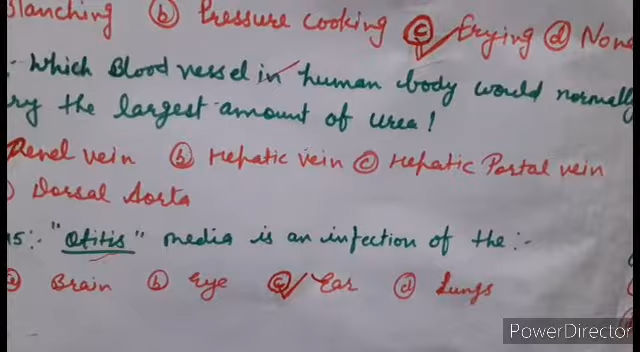 Blanching (b) Pressure cooking (c) Frying (d) None
:- Which Blood vessel in human body would normally
ry the largest amount of urea!
Renel vein (b) Hepatic vein (c) Hepatic Portal vein
) Dorsal Aorta
15:- "Otitis" media is an infection of the :-
(a) Brain (b) Eye (c) Ear (d) Lungs
PowerDirector